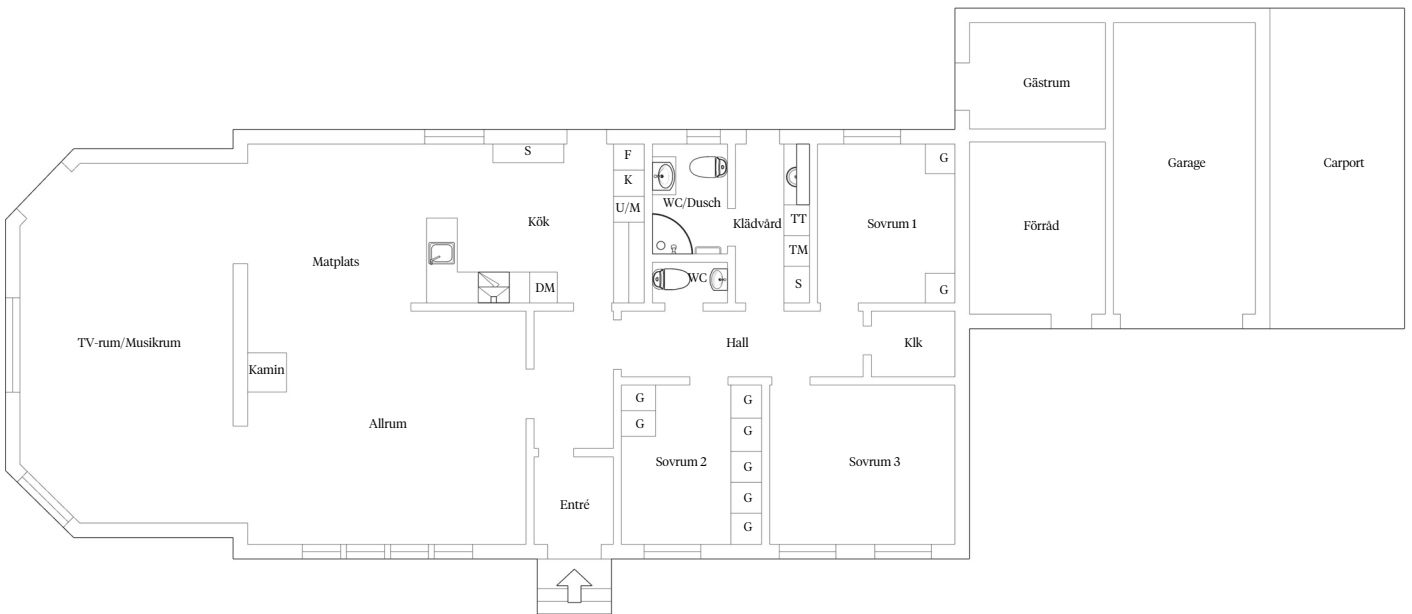 Gästrum
S
F
G
K
Garage
Carport
U/M
WC/Dusch
TT
Kök
Klädvård
Sovrum 1
Förråd
TM
Matplats
WC
S
DM
G
TV-rum/Musikrum
Hall
Klk
Kamin
G
G
Allrum
G
G
Sovrum 2
G
Sovrum 3
G
Entré
G